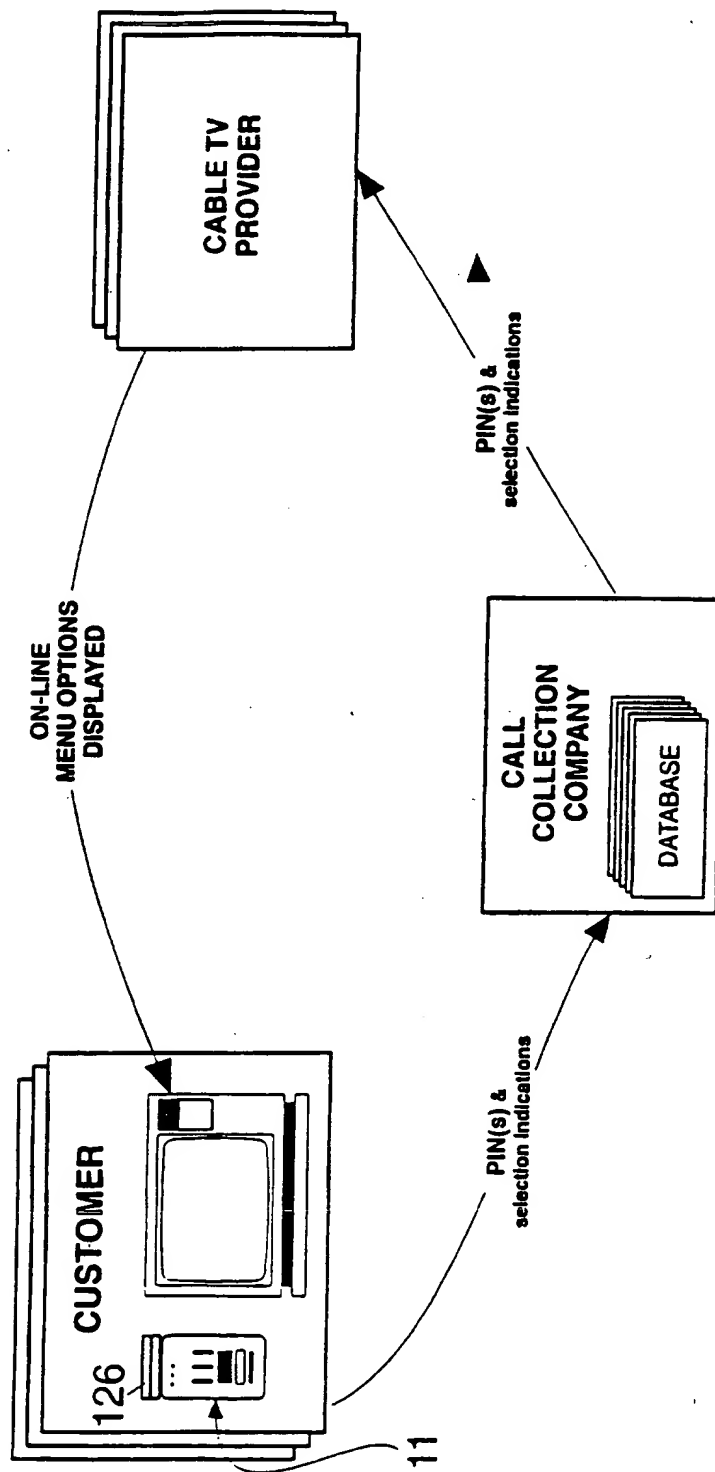 CUSTOMER
126
11
ON-LINE
MENU OPTIONS
DISPLAYED
CABLE TV
PROVIDER
PIN(s) &
selection indications
CALL
COLLECTION
COMPANY
DATABASE
PIN(s) &
selection indications